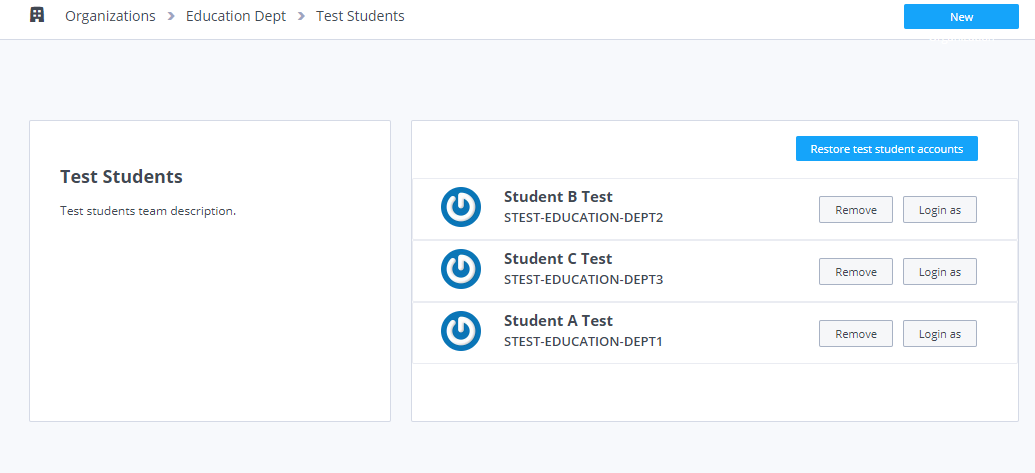 Organizations > Education Dept > Test Students
New
Test Students
Test students team description.
Restore test student accounts
Student B Test
STEST-EDUCATION-DEPT2
Remove
Login as
Student C Test
STEST-EDUCATION-DEPT3
Remove
Login as
Student A Test
STEST-EDUCATION-DEPT1
Remove
Login as